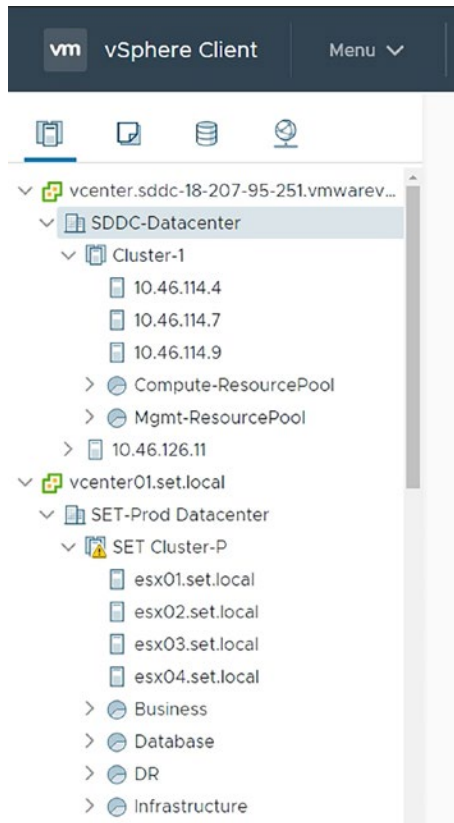 vm vSphere Client Menu
vcenter.sddc-18-207-95-251.vmwarev...
SDDC-Datacenter
Cluster-1
10.46.114.4
10.46.114.7
10.46.114.9
Compute-ResourcePool
Mgmt-ResourcePool
10.46.126.11
vcenter01.set.local
SET-Prod Datacenter
SET Cluster-P
esx01.set.local
esx02.set.local
esx03.set.local
esx04.set.local
Business
Database
DR
Infrastructure